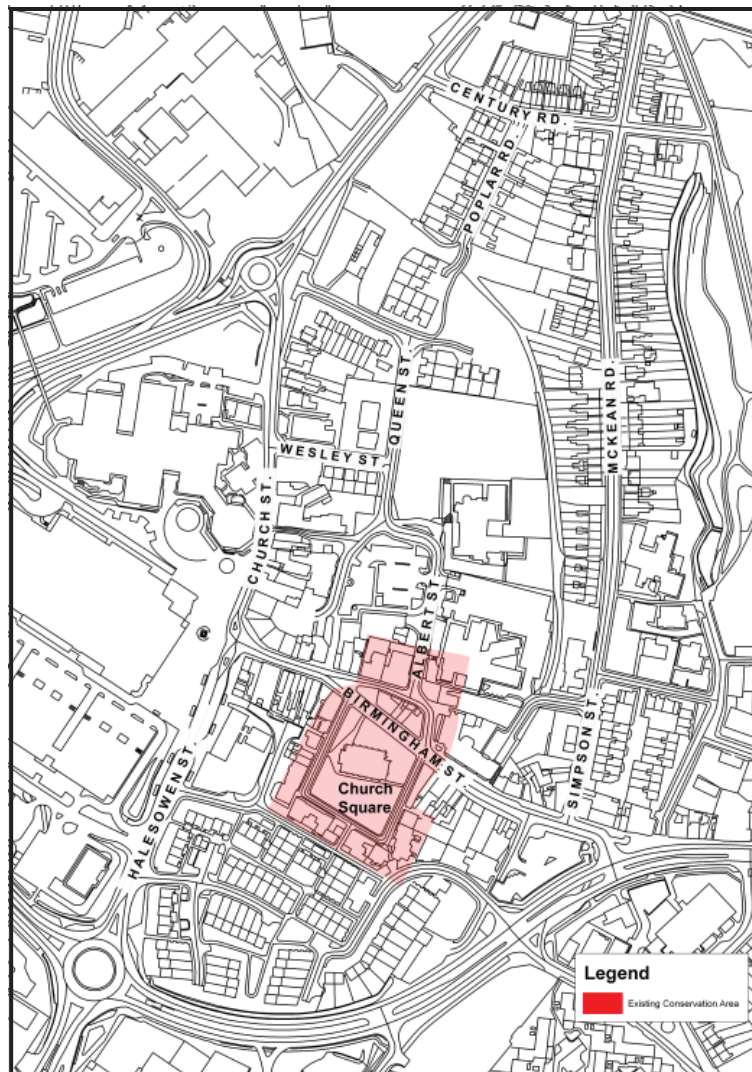 CENTURY RD.
POPLAR RD.
QUEEN ST.
MCKEAN RD.
WESLEY ST.
CHURCH ST.
ALBERT ST
BIRMINGHAM ST
SIMPSON ST.
Church
Square
HALESOWEN ST.
Legend
Existing Conservation Area